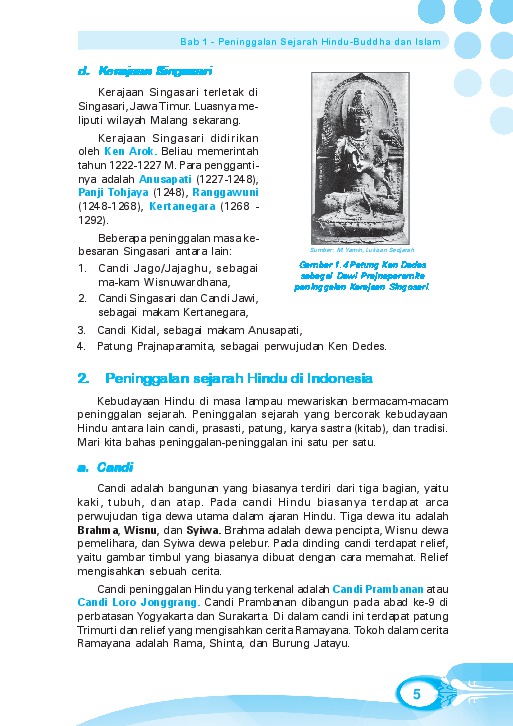 Bab 1 - Peninggalan Sejarah Hindu-Buddha dan Islam
d. Kerajaan Singasari
Kerajaan Singasari terletak di
Singasari, Jawa Timur. Luasnya me-
liputi wilayah Malang sekarang.
Kerajaan Singasari didirikan
oleh Ken Arok. Beliau memerintah
tahun 1222-1227 M. Para pengganti-
nya adalah Anusapati (1227-1248),
Panji Tohjaya (1248), Ranggawuni
(1248-1268), Kertanegara (1268 -
1292).
Beberapa peninggalan masa ke-
besaran Singasari antara lain:
1. Candi Jago/Jajaghu, sebagai
ma-kam Wisnuwardhana,
2. Candi Singasari dan Candi Jawi,
sebagai makam Kertanegara,
3. Candi Kidal, sebagai makam Anusapati,
4. Patung Prajnaparamita, sebagai perwujudan Ken Dedes.
Sumber: M. Yamin, Lukisan Sedjarah
Gambar 1.4 Patung Ken Dedes
sebagai Dewi Prajnaparamita
peninggalan Kerajaan Singosari.
2. Peninggalan sejarah Hindu di Indonesia
Kebudayaan Hindu di masa lampau mewariskan bermacam-macam
peninggalan sejarah. Peninggalan sejarah yang bercorak kebudayaan
Hindu antara lain candi, prasasti, patung, karya sastra (kitab), dan tradisi.
Mari kita bahas peninggalan-peninggalan ini satu per satu.
a. Candi
Candi adalah bangunan yang biasanya terdiri dari tiga bagian, yaitu
kaki, tubuh, dan atap. Pada candi Hindu biasanya terdapat arca
perwujudan tiga dewa utama dalam ajaran Hindu. Tiga dewa itu adalah
Brahma, Wisnu, dan Syiwa. Brahma adalah dewa pencipta, Wisnu dewa
pemelihara, dan Syiwa dewa pelebur. Pada dinding candi terdapat relief,
yaitu gambar timbul yang biasanya dibuat dengan cara memahat. Relief
mengisahkan sebuah cerita.
Candi peninggalan Hindu yang terkenal adalah Candi Prambanan atau
Candi Loro Jonggrang. Candi Prambanan dibangun pada abad ke-9 di
perbatasan Yogyakarta dan Surakarta. Di dalam candi ini terdapat patung
Trimurti dan relief yang mengisahkan cerita Ramayana. Tokoh dalam cerita
Ramayana adalah Rama, Shinta, dan Burung Jatayu.
5